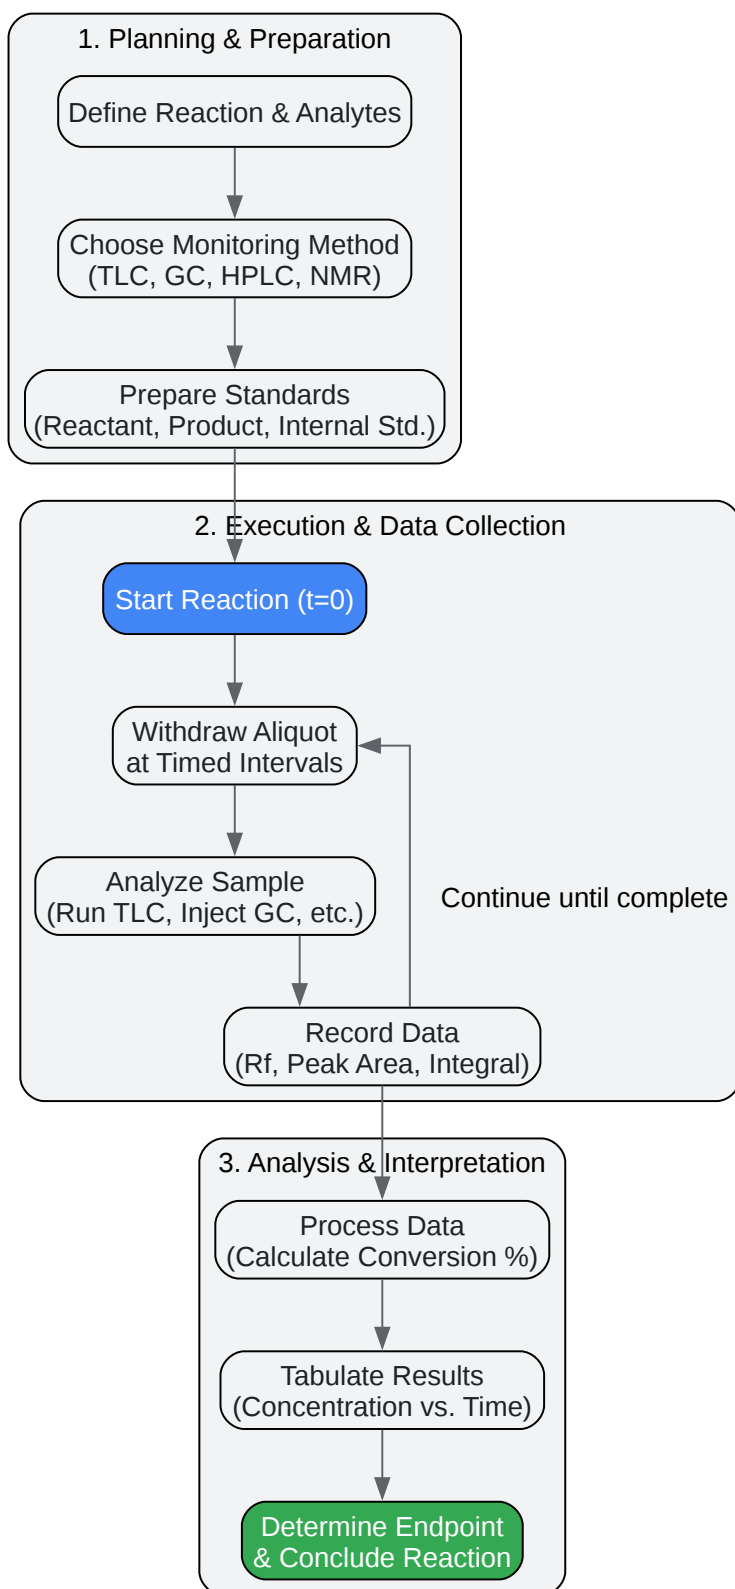 1. Planning & Preparation
Define Reaction & Analytes
Choose Monitoring Method
(TLC, GC, HPLC, NMR)
Prepare Standards
(Reactant, Product, Internal Std.)
2. Execution & Data Collection
Start Reaction (t=0)
Withdraw Aliquot
at Timed Intervals
Analyze Sample
(Run TLC, Inject GC, etc.)
Continue until complete
Record Data
(Rf, Peak Area, Integral)
3. Analysis & Interpretation
Process Data
(Calculate Conversion %)
Tabulate Results
(Concentration vs. Time)
Determine Endpoint
& Conclude Reaction